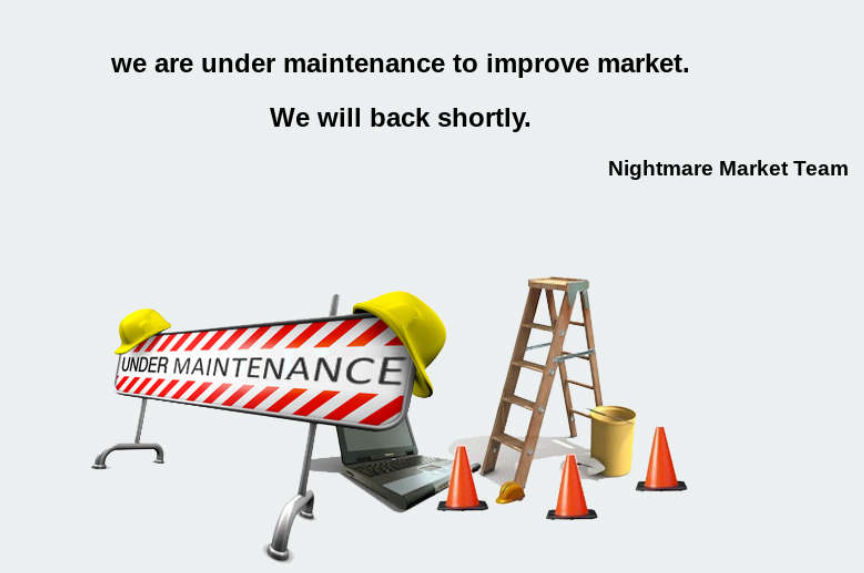 we are under maintenance to improve market.
We will back shortly.
Nightmare Market Team
UNDER MAINTENANCE